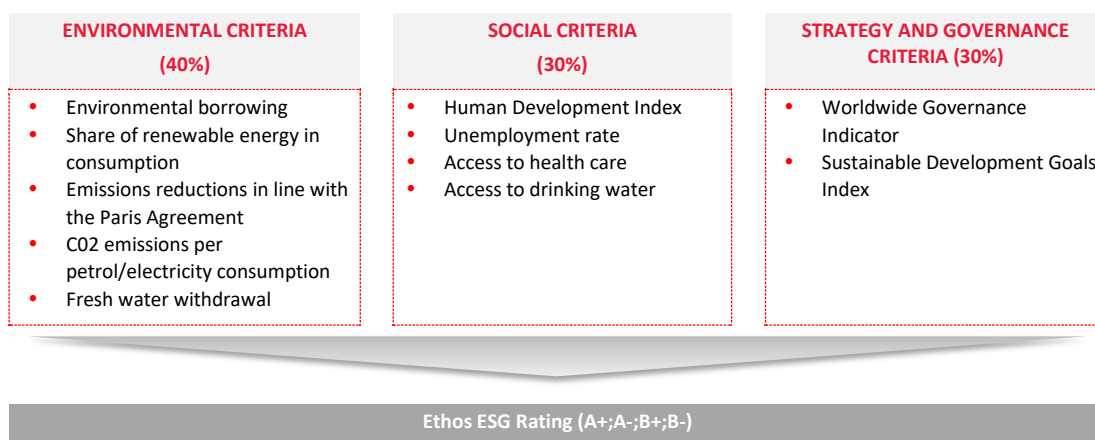 ENVIRONMENTAL CRITERIA
(40%)
• Environmental borrowing
• Share of renewable energy in
consumption
• Emissions reductions in line with
the Paris Agreement
• C02 emissions per
petrol/electricity consumption
• Fresh water withdrawal
SOCIAL CRITERIA
(30%)
• Human Development Index
• Unemployment rate
• Access to health care
• Access to drinking water
STRATEGY AND GOVERNANCE
CRITERIA (30%)
• Worldwide Governance
Indicator
• Sustainable Development Goals
Index
Ethos ESG Rating (A+;A-;B+;B-)